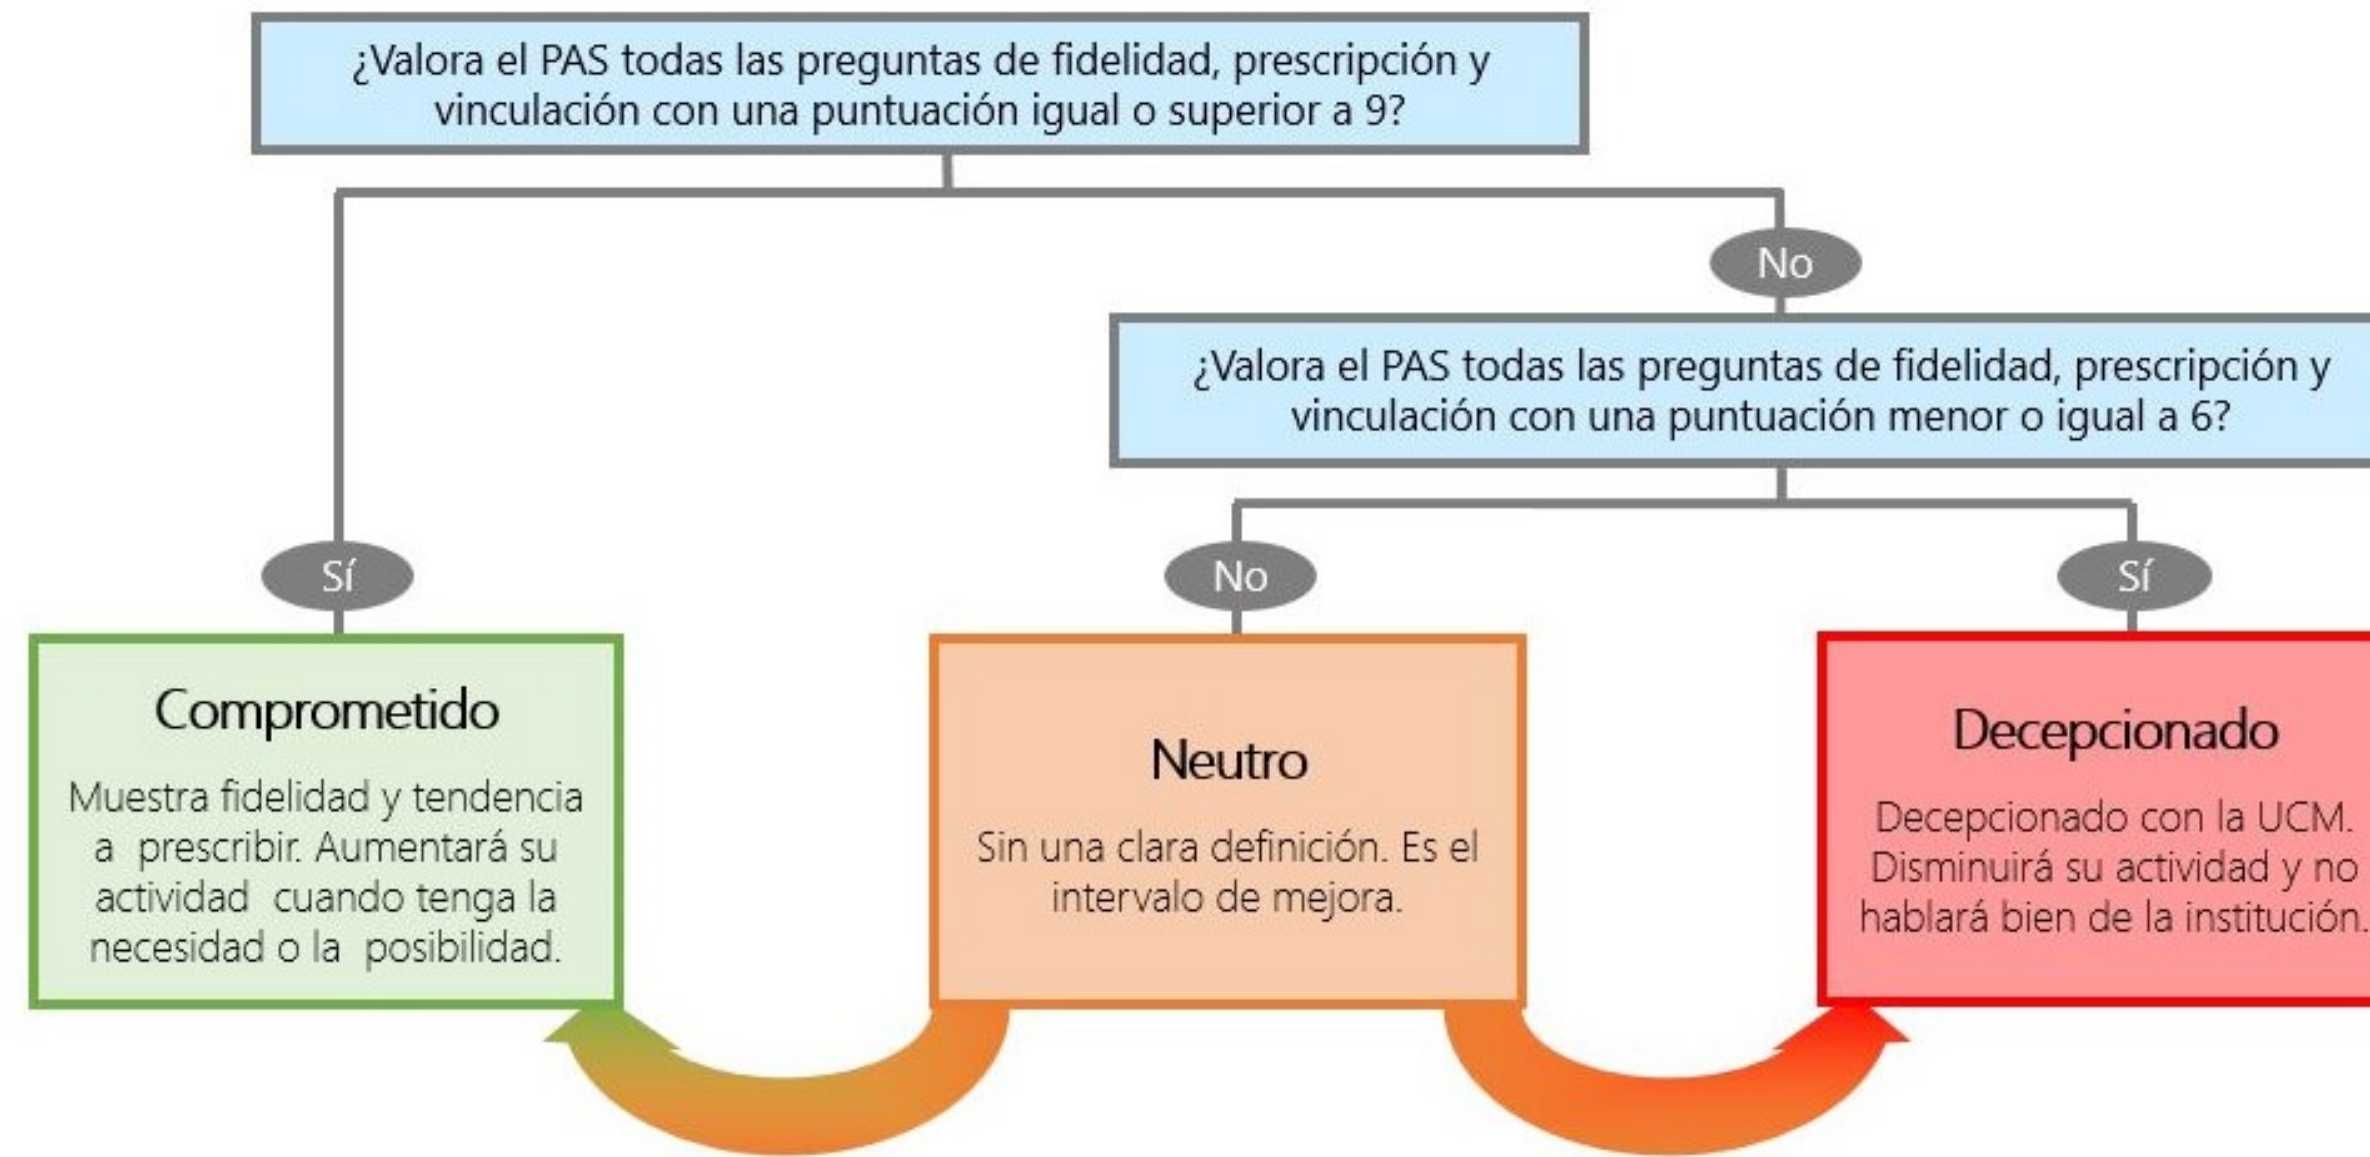 ¿Valora el PAS todas las preguntas de fidelidad, prescripción y
vinculación con una puntuación igual o superior a 9?
No
¿Valora el PAS todas las preguntas de fidelidad, prescripción y
vinculación con una puntuación menor o igual a 6?
Sí
No
Sí
Comprometido
Muestra fidelidad y tendencia
a prescribir. Aumentará su
actividad cuando tenga la
necesidad o la posibilidad.
Neutro
Sin una clara definición. Es el
intervalo de mejora.
Decepcionado
Decepcionado con la UCM.
Disminuirá su actividad y no
hablará bien de la institución.